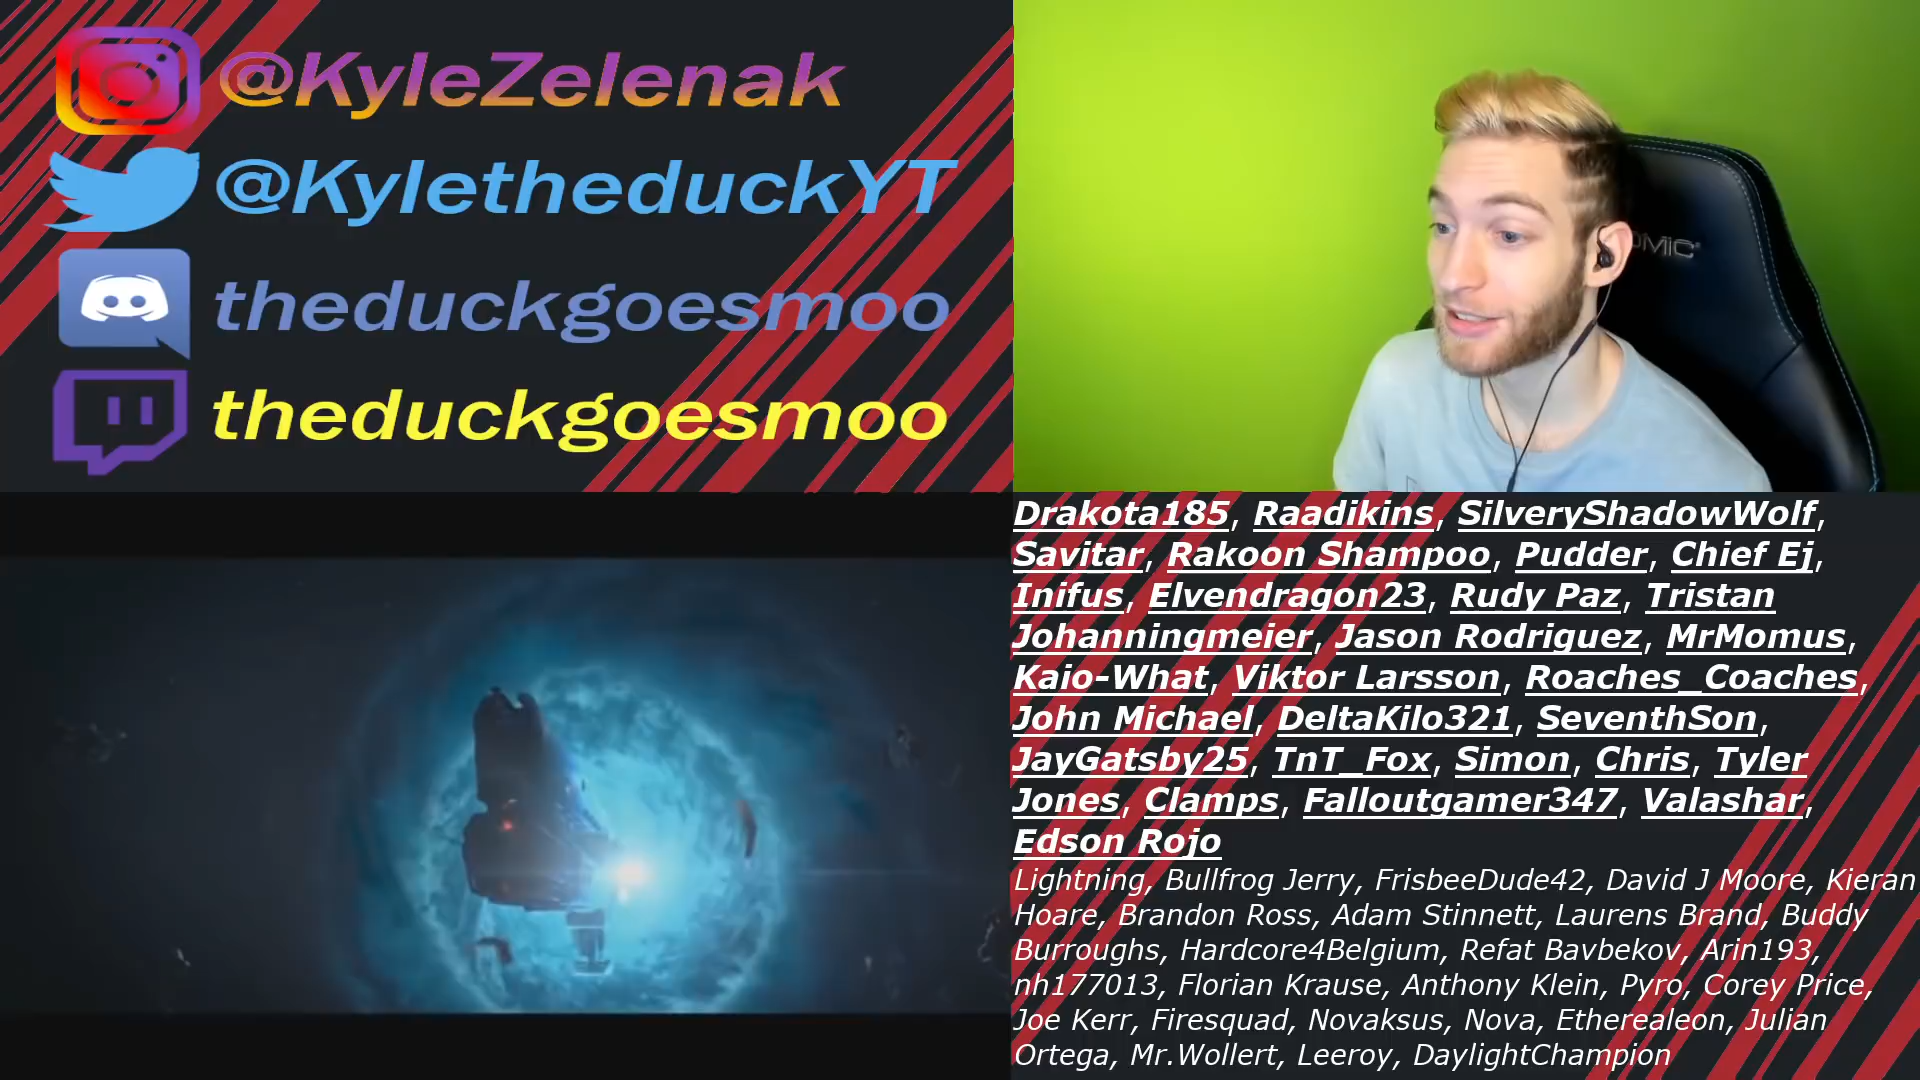 @KyleZelenak
@KyletheduckYT
theduckgoesmoo
theduckgoesmoo
Drakota185, Raadikins, SilveryShadowWolf,
Savitar, Rakoon Shampoo, Pudder, Chief Ej,
Inifus, Elvendragon23, Rudy Paz, Tristan
Johanningmeier, Jason Rodriguez, MrMomus,
Kaio-What, Viktor Larsson, Roaches_Coaches,
John Michael, DeltaKilo321, SeventhSon,
JayGatsby25, TnT_Fox, Simon, Chris, Tyler
Jones, Clamps, Falloutgamer347, Valashar,
Edson Rojo
Lightning, Bullfrog Jerry, FrisbeeDude42, David J Moore, Kieran
Hoare, Brandon Ross, Adam Stinnett, Laurens Brand, Buddy
Burroughs, Hardcore4Belgium, Refat Bavbekov, Arin193,
nh177013, Florian Krause, Anthony Klein, Pyro, Corey Price,
Joe Kerr, Firesquad, Novaksus, Nova, Etherealeon, Julian
Ortega, Mr.Wollert, Leeroy, DaylightChampion